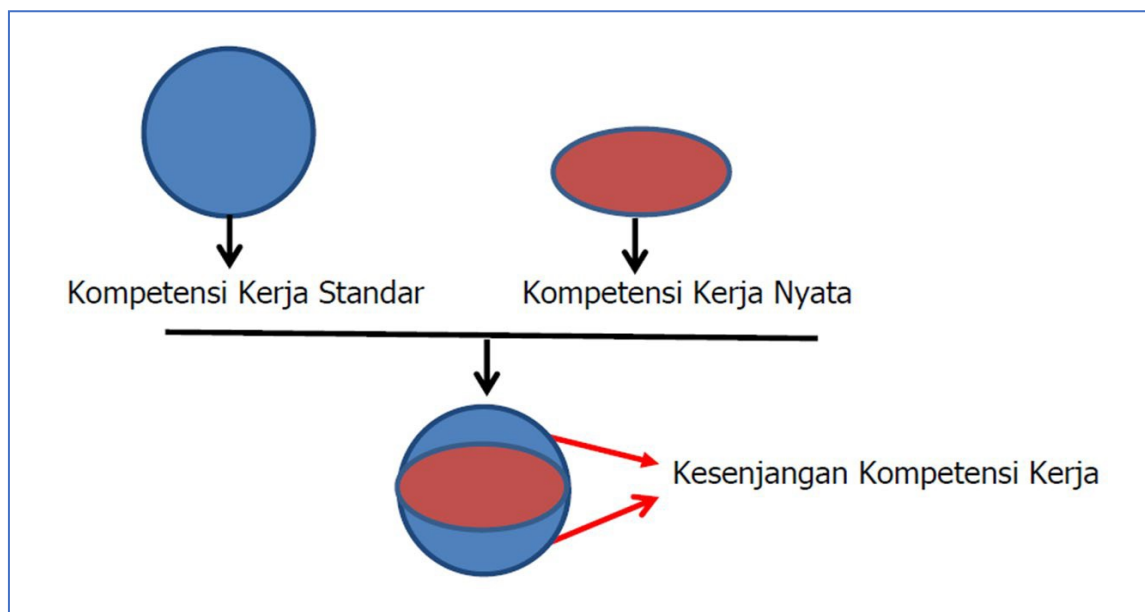 Kompetensi Kerja Standar
Kompetensi Kerja Nyata
Kesenjangan Kompetensi Kerja